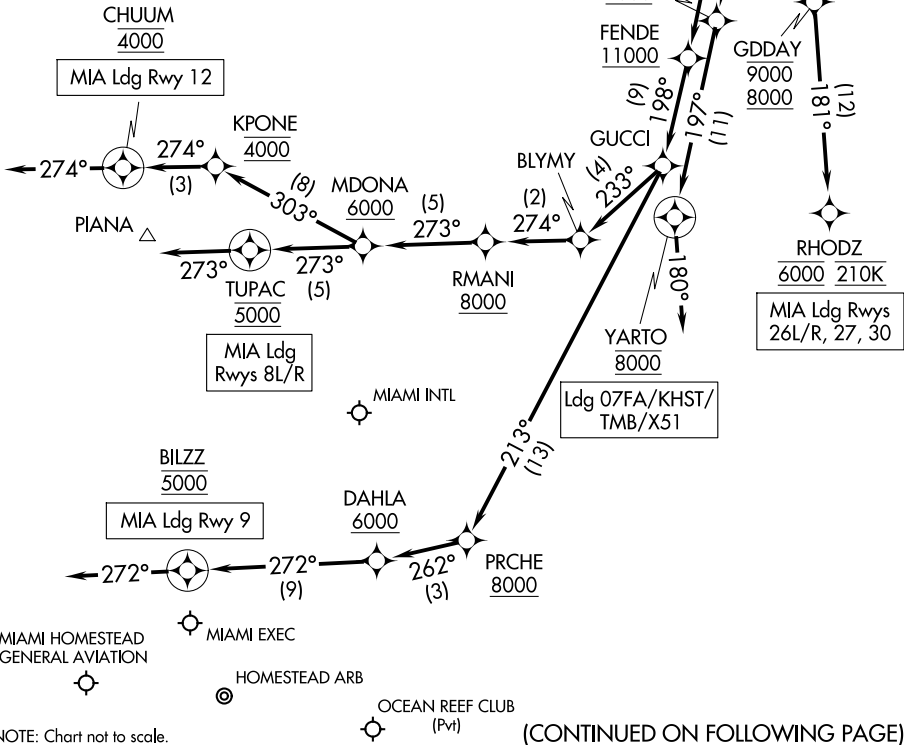 CHUUM
4000
MIA Ldg Rwy 12
FENDE
11000
GDDAY
9000
8000
(9)
198°
197°
(11)
181°
(12)
KPONE
4000
GUCCI
BLYMY
(4)
233°
274°
274°
(3)
(8)
303°
MDONA
6000
(5)
273°
(2)
274°
PIANA
273°
TUPAC
5000
273°
(5)
RMANI
8000
180°
RHODZ
6000 210K
MIA Ldg Rwys
26L/R, 27, 30
MIA Ldg
Rwys 8L/R
YARTO
8000
Ldg 07FA/KHST/
TMB/X51
MIAMI INTL
213°
(13)
BILZZ
5000
MIA Ldg Rwy 9
DAHLA
6000
272°
272°
(9)
262°
(3)
PRCHE
8000
MIAMI EXEC
MIAMI HOMESTEAD
GENERAL AVIATION
HOMESTEAD ARB
OCEAN REEF CLUB
(Pvt)
NOTE: Chart not to scale.
(CONTINUED ON FOLLOWING PAGE)